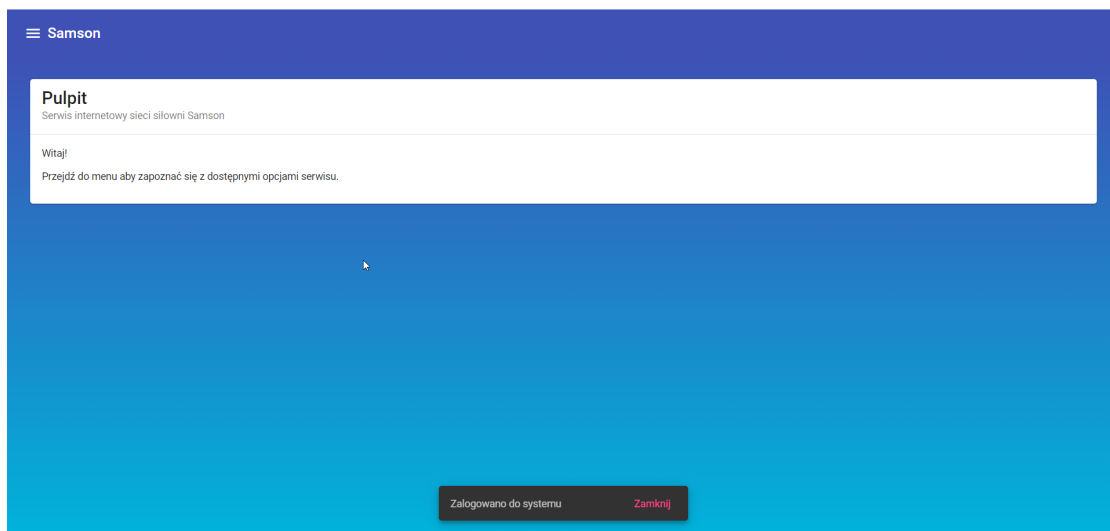 Samson
Pulpit
Serwis internetowy sieci siłowni Samson
Witaj!
Przejdź do menu aby zapoznać się z dostępnymi opcjami serwisu.
Zalogowano do systemu Zamknij